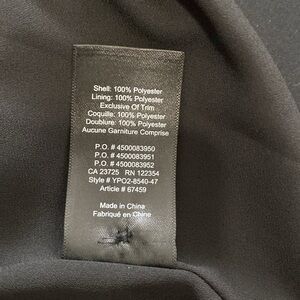 Shell: 100% Polyester
Lining: 100% Polyester
Exclusive Of Trim
Coquille: 100% Polyester
Doublure: 100% Polyester
Aucune Garniture Comprise
P.O. # 4500083950
P.O. # 4500083951
P.O. # 4500083952
CA 23725 RN 122354
Style # YPO2-8540-47
Article # 67459
Made in China
Fabriqué en Chine